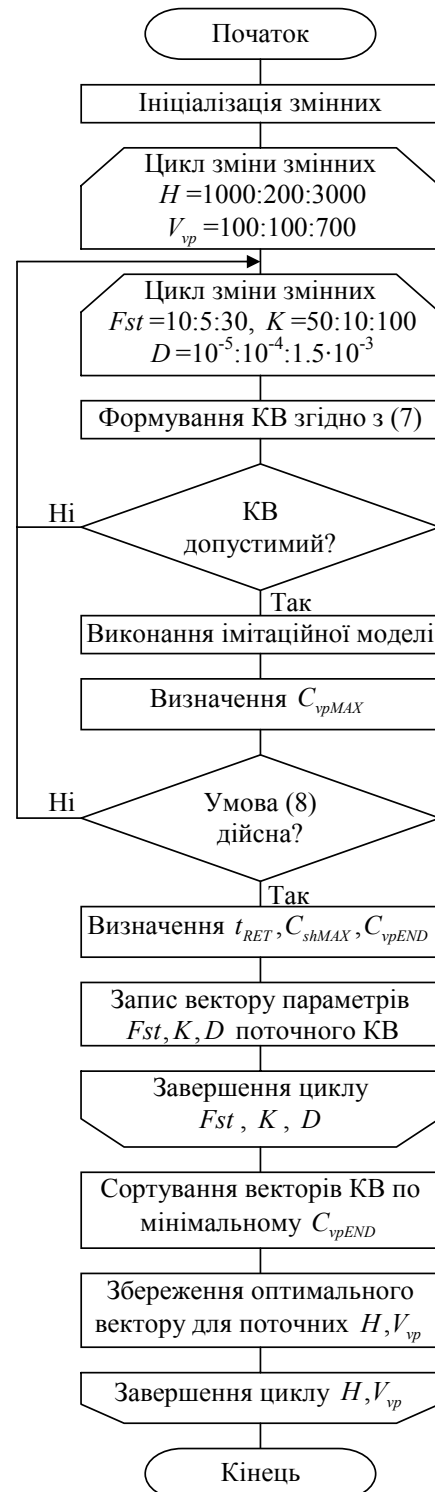 Початок
Ініціалізація змінних
Цикл зміни змінних
H =1000:200:3000
V_vp =100:100:700
Цикл зміни змінних
Fst =10:5:30, K =50:10:100
D =10^-5:10^-4:1.5·10^-3
Формування КВ згідно з (7)
Ні
КВ
допустимий?
Так
Виконання імітаційної моделі
Визначення C_vpMAX
Ні
Умова (8)
дійсна?
Так
Визначення t_RET, C_shMAX, C_vpEND
Запис вектору параметрів
Fst, K, D поточного КВ
Завершення циклу
Fst , K , D
Сортування векторів КВ по
мінімальному C_vpEND
Збереження оптимального
вектору для поточних H, V_vp
Завершення циклу H, V_vp
Кінець